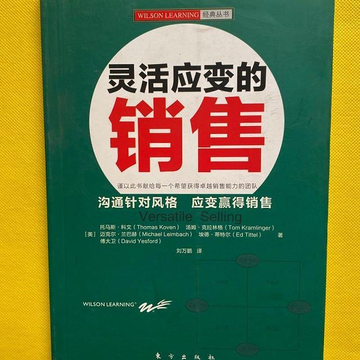 WILSON LEARNING 经典丛书
灵活应变的
销售
谨以此书献给每一个希望获得卓越销售能力的团队
沟通针对风格 应变赢得销售
Versatile Selling
托马斯·科文（Thomas Koven） 汤姆·克拉林格（Tom Kramlinger）
［美］迈克尔·兰巴赫（Michael Leimbach） 埃德·蒂特尔（Ed Tittel） 著
傅大卫（David Yesford）
刘万鹏 译
WILSON LEARNING
东方出版社